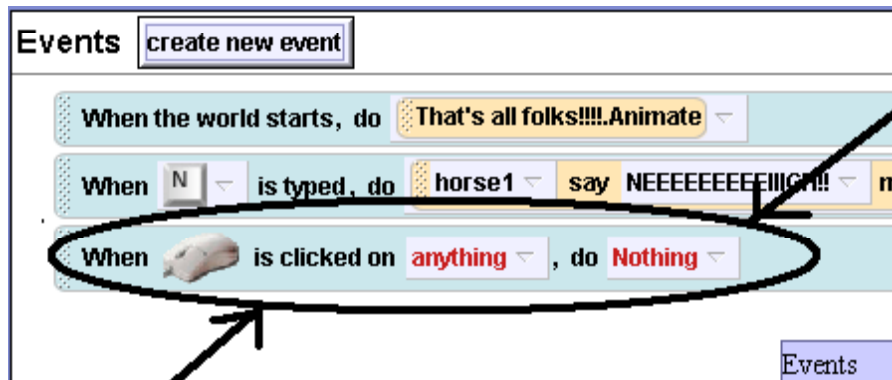 Events create new event
When the world starts, do That's all folks!!!!.Animate
When N is typed, do horse1 say
When is clicked on anything , do Nothing
Events